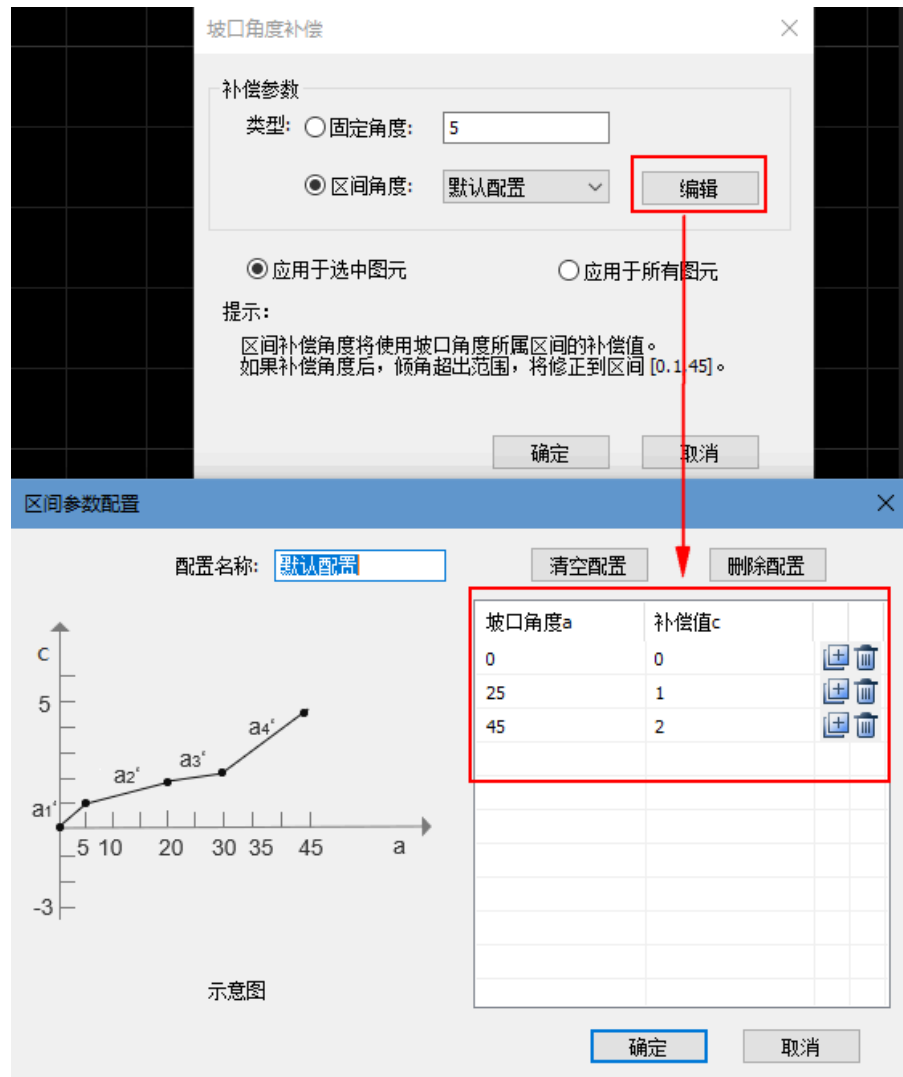 坡口角度补偿
补偿参数
类型: 固定角度: 5
区间角度: 默认配置 编辑
应用于选中图元 应用于所有图元
提示:
区间补偿角度将使用坡口角度所属区间的补偿值。
如果补偿角度后，倾角超出范围，将修正到区间 [0.1,45]。
确定 取消
区间参数配置
配置名称: 默认配置 清空配置 删除配置
坡口角度a 补偿值c
0 0
25 1
45 2
c
5
a4‘
a3‘
a2‘
a1‘
5 10 20 30 35 45 a
-3
示意图
确定 取消